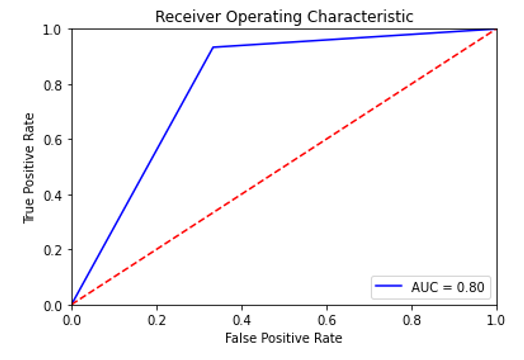 Receiver Operating Characteristic
1.0
0.8
0.6
0.4
0.2
0.0
True Positive Rate
AUC = 0.80
0.0 0.2 0.4 0.6 0.8 1.0
False Positive Rate